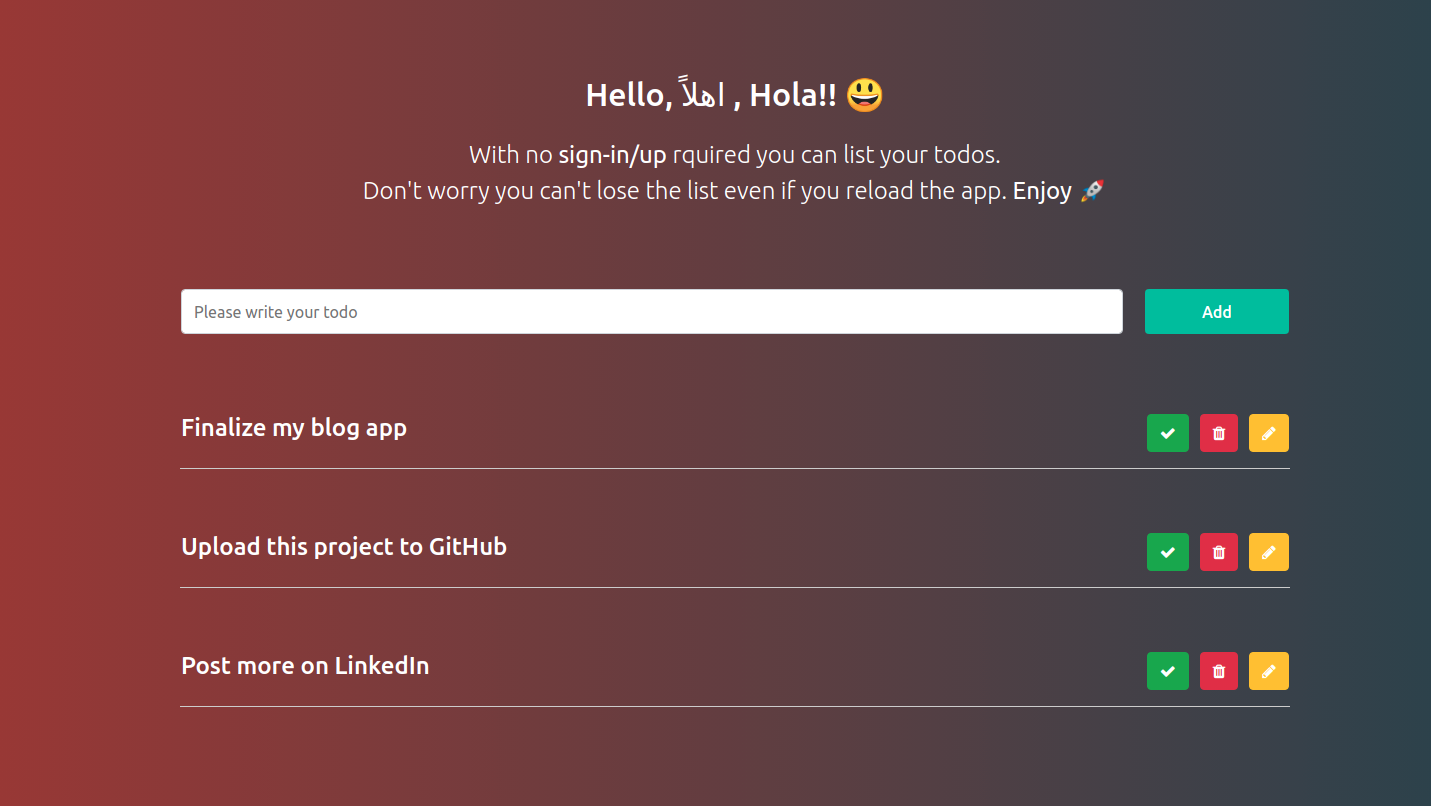 Hello, اهلاً , Hola!! 😃
With no sign-in/up rquired you can list your todos.
Don't worry you can't lose the list even if you reload the app. Enjoy 🚀
Please write your todo
Add
Finalize my blog app
Upload this project to GitHub
Post more on LinkedIn